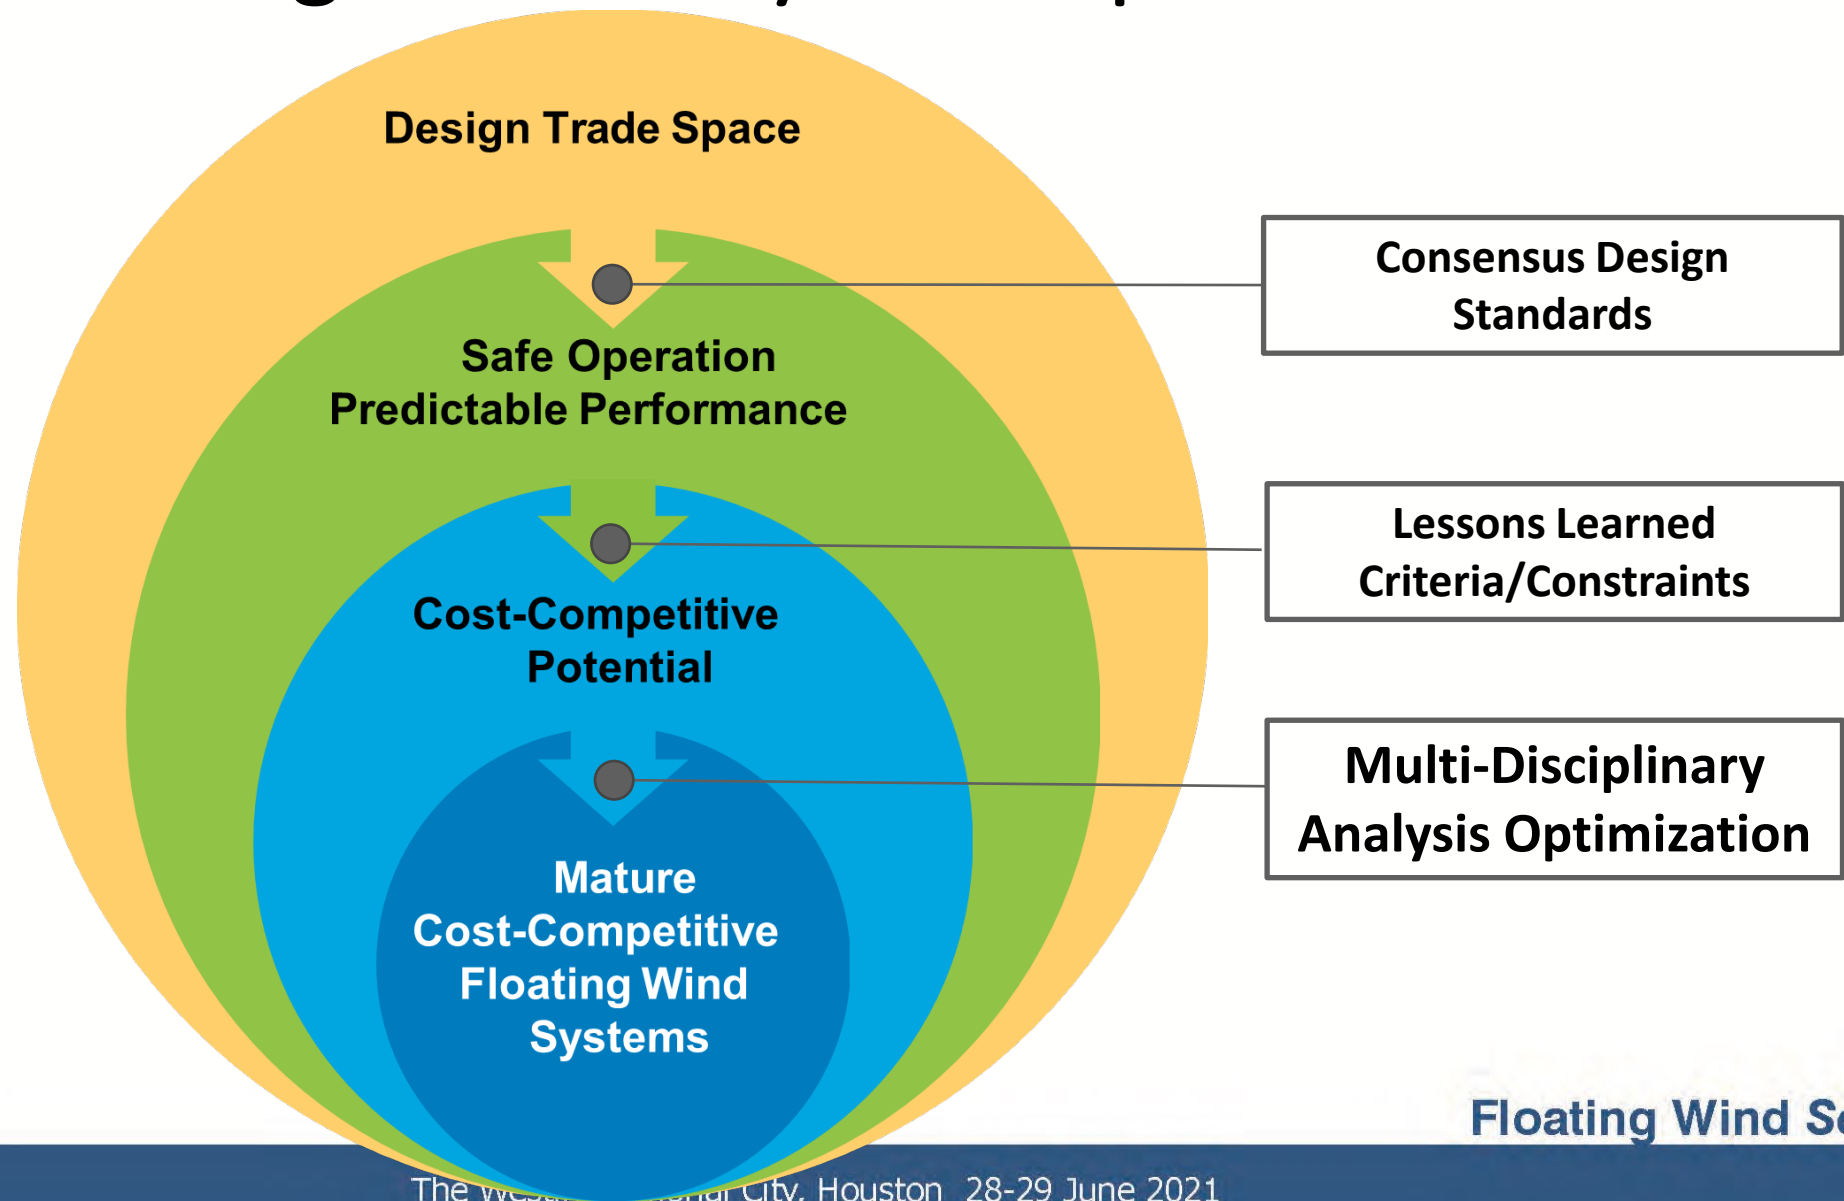 Design Trade Space
Consensus Design
Standards
Safe Operation
Predictable Performance
Lessons Learned
Criteria/Constraints
Cost-Competitive
Potential
Multi-Disciplinary
Analysis Optimization
Mature
Cost-Competitive
Floating Wind
Systems
Floating Wind
The City, Houston 28-29 June 2021